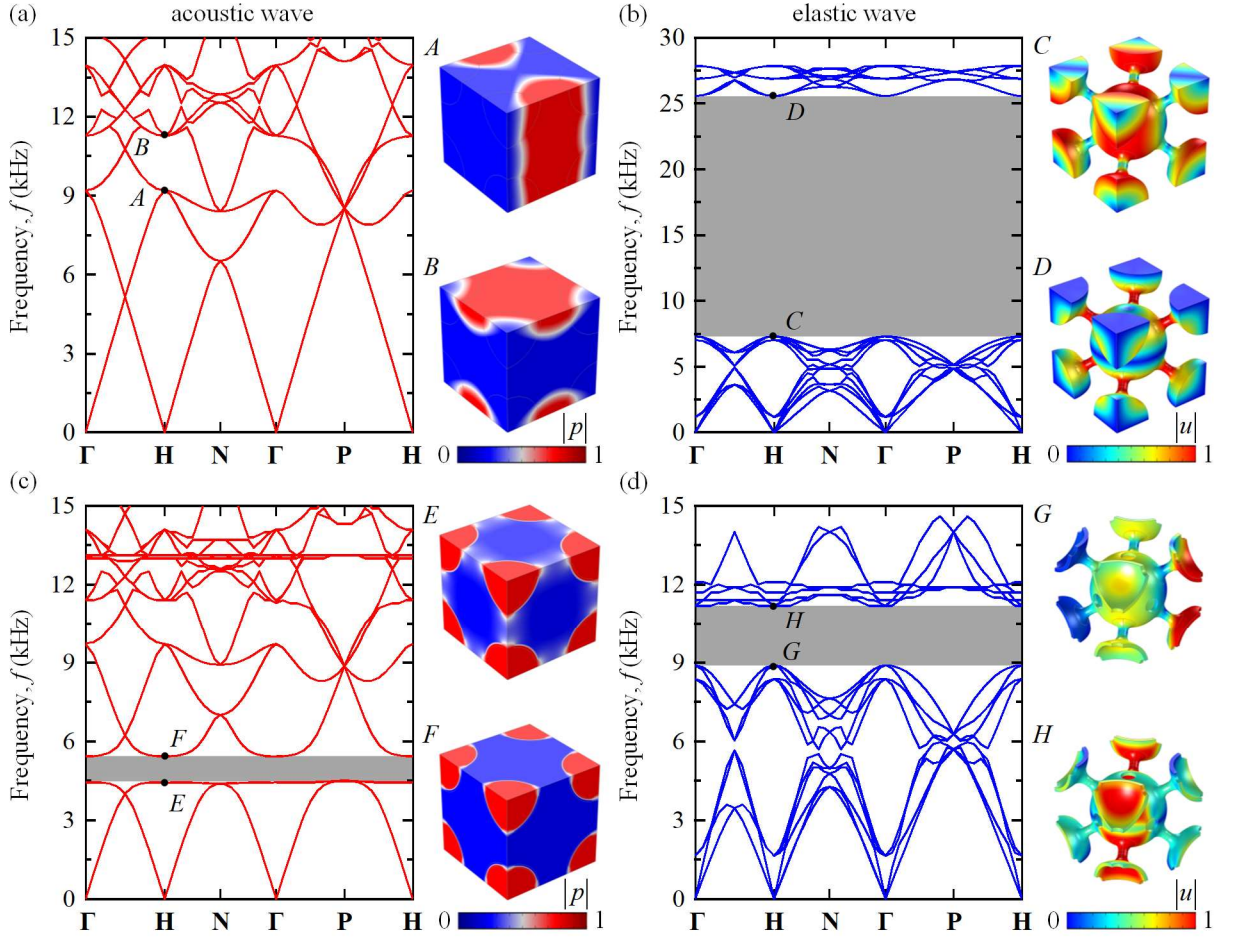 (a) acoustic wave
Frequency, f (kHz)
15
12
9
6
3
0
Γ H N Γ P H
B
A
A
B
|p|
0 1
(b) elastic wave
Frequency, f (kHz)
30
25
20
15
10
5
0
Γ H N Γ P H
D
C
C
D
|u|
0 1
(c)
Frequency, f (kHz)
15
12
9
6
3
0
Γ H N Γ P H
F
E
E
F
|p|
0 1
(d)
Frequency, f (kHz)
15
12
9
6
3
0
Γ H N Γ P H
H
G
G
H
|u|
0 1